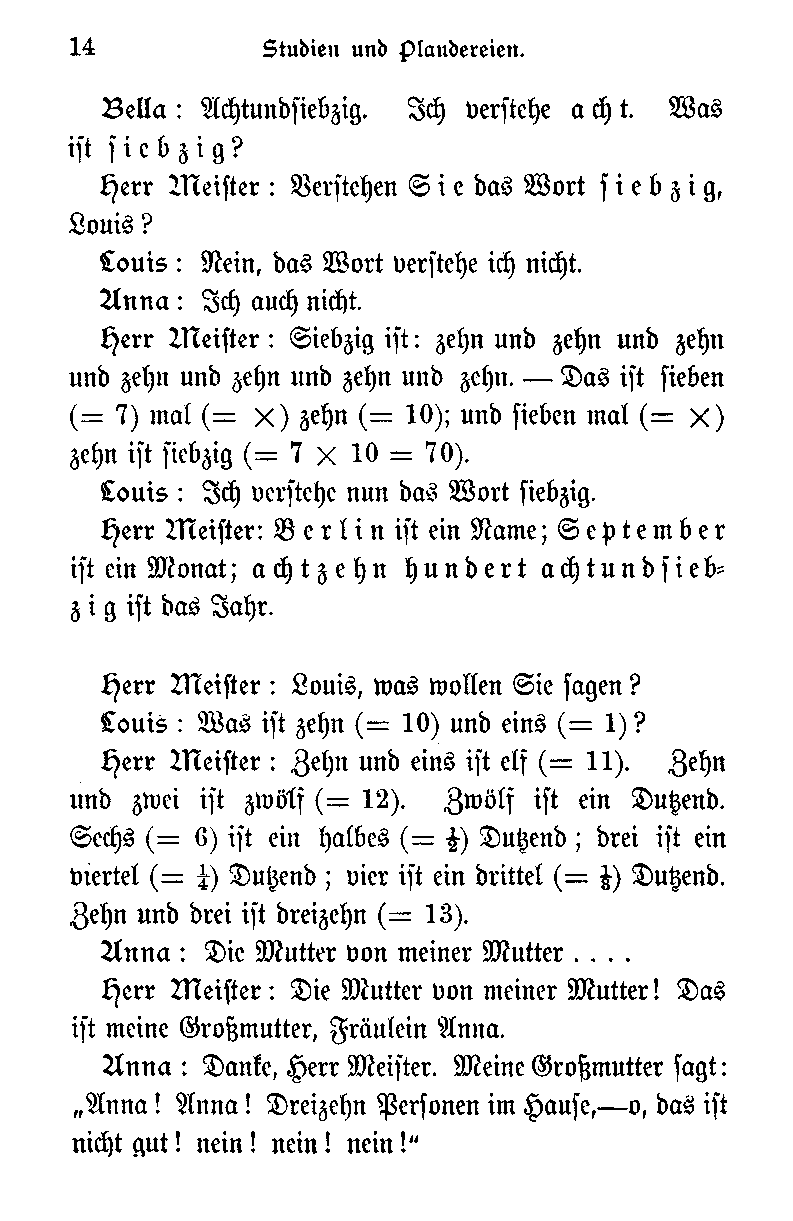 14 Studien und Plaudereien.
Bella: Achtundsiebzig. Ich verstehe acht. Was
ist siebzig?
Herr Meister: Verstehen Sie das Wort siebzig,
Louis?
Louis: Nein, das Wort verstehe ich nicht.
Anna: Ich auch nicht.
Herr Meister: Siebzig ist: zehn und zehn und zehn
und zehn und zehn und zehn und zehn. — Das ist sieben
(= 7) mal (= ×) zehn (= 10); und sieben mal (= ×)
zehn ist siebzig (= 7 × 10 = 70).
Louis: Ich verstehe nun das Wort siebzig.
Herr Meister: Berlin ist ein Name; September
ist ein Monat; achtzehn hundert achtundsieb-
zig ist das Jahr.
Herr Meister: Louis, was wollen Sie sagen?
Louis: Was ist zehn (= 10) und eins (= 1)?
Herr Meister: Zehn und eins ist elf (= 11). Zehn
und zwei ist zwölf (= 12). Zwölf ist ein Dutzend.
Sechs (= 6) ist ein halbes (= ½) Dutzend; drei ist ein
viertel (= ¼) Dutzend; vier ist ein drittel (= ⅓) Dutzend.
Zehn und drei ist dreizehn (= 13).
Anna: Die Mutter von meiner Mutter ....
Herr Meister: Die Mutter von meiner Mutter! Das
ist meine Großmutter, Fräulein Anna.
Anna: Danke, Herr Meister. Meine Großmutter sagt:
„Anna! Anna! Dreizehn Personen im Hause,—o, das ist
nicht gut! nein! nein! nein!“